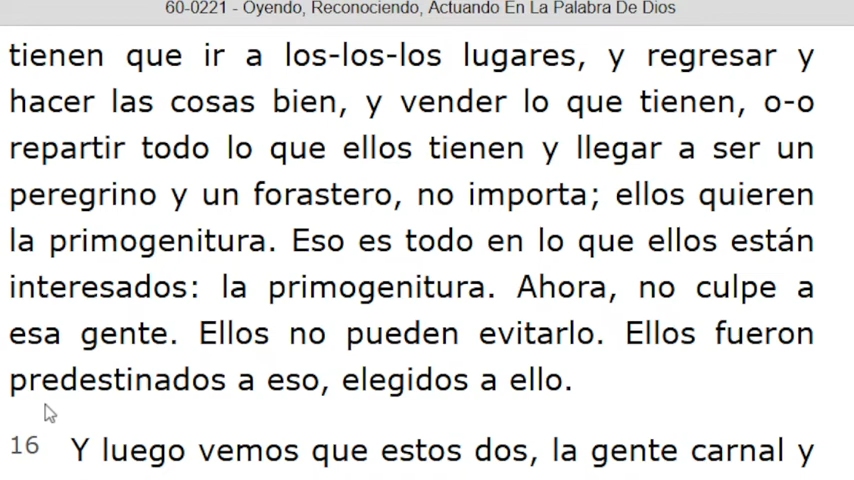 60-0221 - Oyendo, Reconociendo, Actuando En La Palabra De Dios
tienen que ir a los-los-los lugares, y regresar y
hacer las cosas bien, y vender lo que tienen, o-o
repartir todo lo que ellos tienen y llegar a ser un
peregrino y un forastero, no importa; ellos quieren
la primogenitura. Eso es todo en lo que ellos están
interesados: la primogenitura. Ahora, no culpe a
esa gente. Ellos no pueden evitarlo. Ellos fueron
predestinados a eso, elegidos a ello.
16 Y luego vemos que estos dos, la gente carnal y